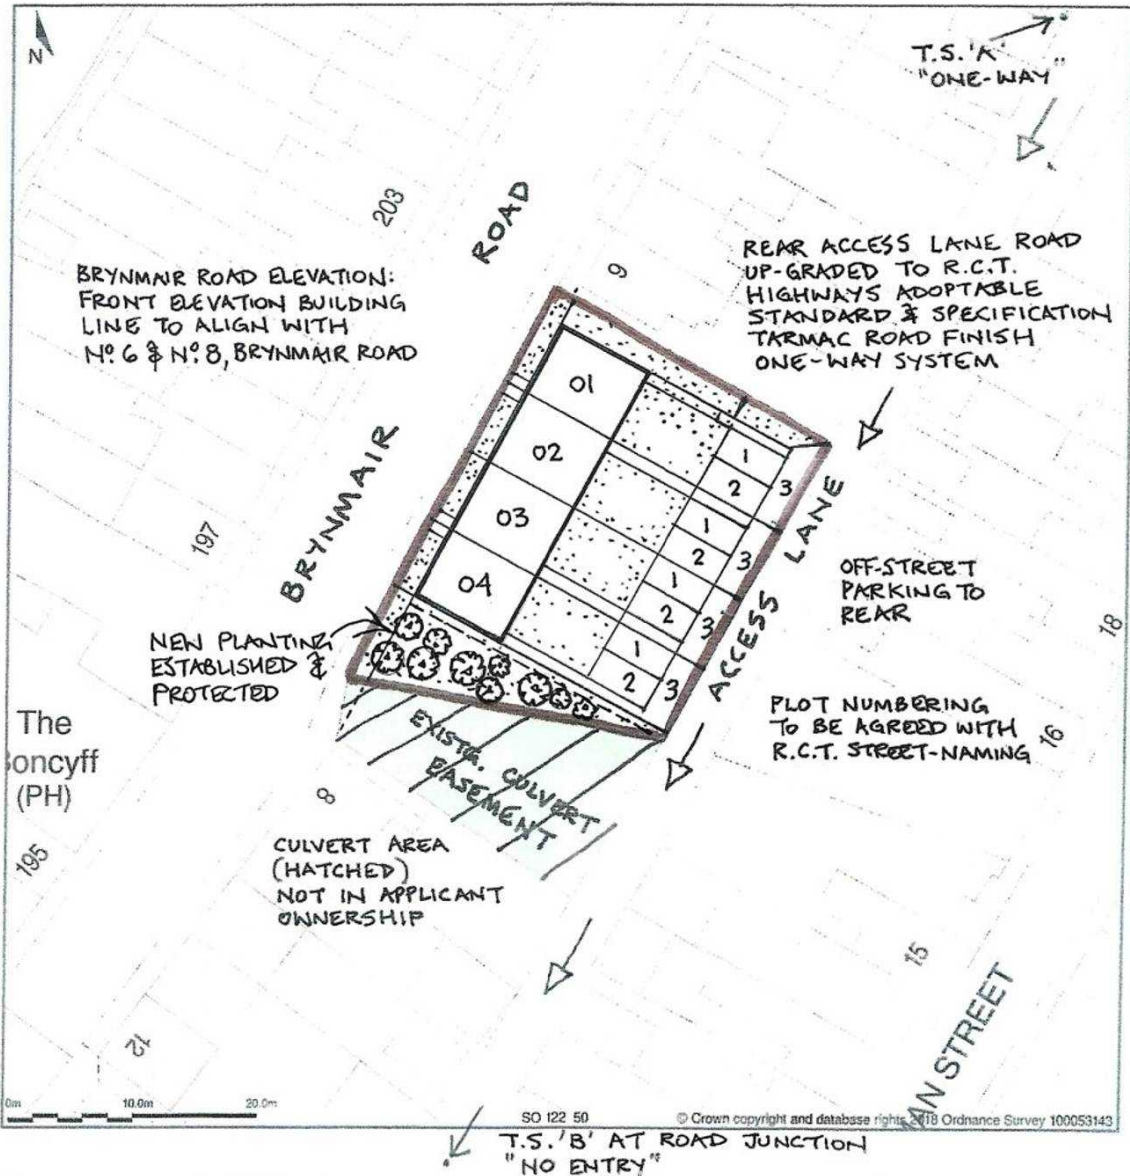 N
T.S. 'A'
"ONE-WAY"
203
ROAD
9
BRYNMAIR ROAD ELEVATION:
FRONT ELEVATION BUILDING
LINE TO ALIGN WITH
Nº 6 & Nº 8, BRYNMAIR ROAD
REAR ACCESS LANE ROAD
UP-GRADED TO R.C.T.
HIGHWAYS ADOPTABLE
STANDARD & SPECIFICATION
TARMAC ROAD FINISH
ONE-WAY SYSTEM
01
02
03
04
1
2
3
1
2
3
1
2
3
1
2
3
BRYNMAIR
197
ACCESS LANE
OFF-STREET
PARKING TO
REAR
18
NEW PLANTING
ESTABLISHED &
PROTECTED
PLOT NUMBERING
TO BE AGREED WITH
R.C.T. STREET-NAMING
16
The
oncyff
(PH)
195
8
EXISTG. CULVERT
EASEMENT
CULVERT AREA
(HATCHED)
NOT IN APPLICANT
OWNERSHIP
15
12
AN STREET
0m 10.0m 20.0m
SO 122 50
© Crown copyright and database rights 2018 Ordnance Survey 100053143
T.S. 'B' AT ROAD JUNCTION
"NO ENTRY"